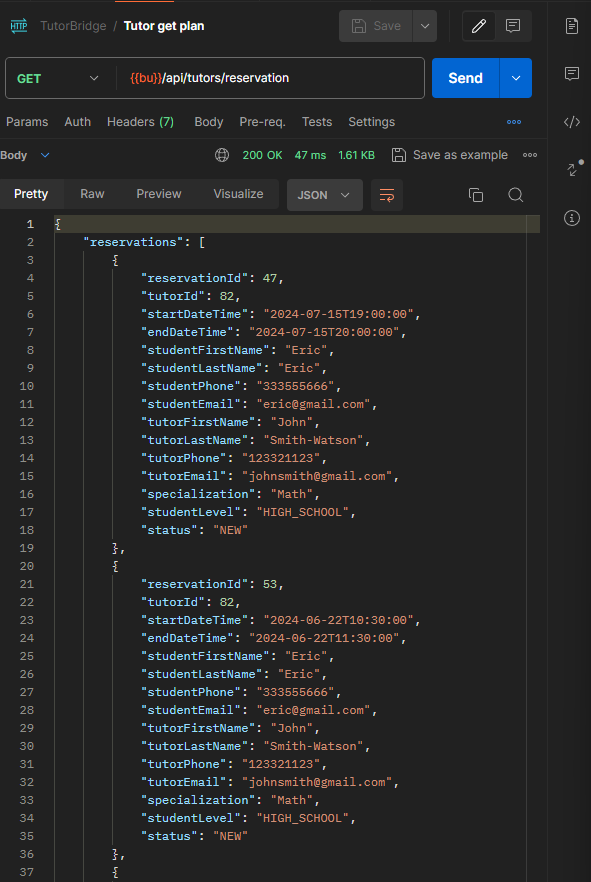 HTTP TutorBridge / Tutor get plan Save
GET {{bu}}/api/tutors/reservation Send
Params Auth Headers (7) Body Pre-req. Tests Settings
Body 200 OK 47 ms 1.61 KB Save as example
Pretty Raw Preview Visualize JSON
1 {
2 "reservations": [
3 {
4 "reservationId": 47,
5 "tutorId": 82,
6 "startDateTime": "2024-07-15T19:00:00",
7 "endDateTime": "2024-07-15T20:00:00",
8 "studentFirstName": "Eric",
9 "studentLastName": "Eric",
10 "studentPhone": "333555666",
11 "studentEmail": "eric@gmail.com",
12 "tutorFirstName": "John",
13 "tutorLastName": "Smith-Watson",
14 "tutorPhone": "123321123",
15 "tutorEmail": "johnsmith@gmail.com",
16 "specialization": "Math",
17 "studentLevel": "HIGH_SCHOOL",
18 "status": "NEW"
19 },
20 {
21 "reservationId": 53,
22 "tutorId": 82,
23 "startDateTime": "2024-06-22T10:30:00",
24 "endDateTime": "2024-06-22T11:30:00",
25 "studentFirstName": "Eric",
26 "studentLastName": "Eric",
27 "studentPhone": "333555666",
28 "studentEmail": "eric@gmail.com",
29 "tutorFirstName": "John",
30 "tutorLastName": "Smith-Watson",
31 "tutorPhone": "123321123",
32 "tutorEmail": "johnsmith@gmail.com",
33 "specialization": "Math",
34 "studentLevel": "HIGH_SCHOOL",
35 "status": "NEW"
36 },
37 {